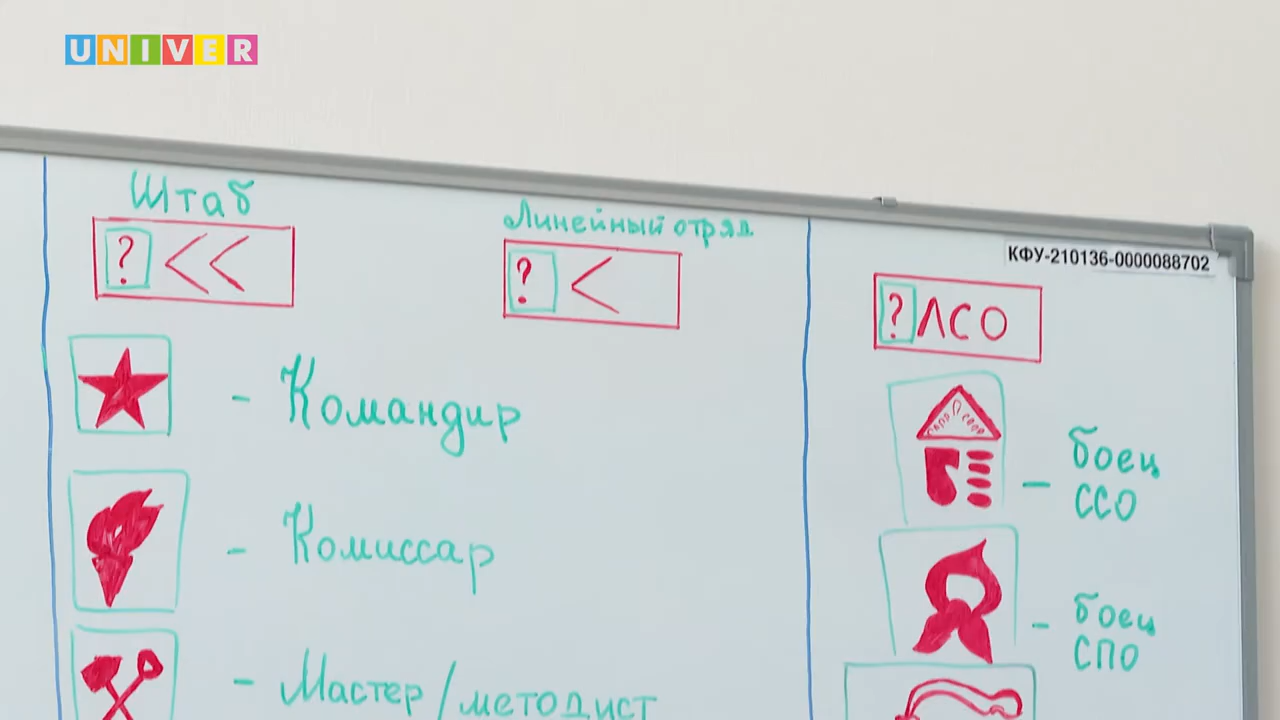 UNIVER
Штаб
? <<
Линейный отряд
? <
КФУ-210136-0000088702
? ЛСО
- Командир
- боец
ССО
- Комиссар
- боец
СПО
- Мастер/методист